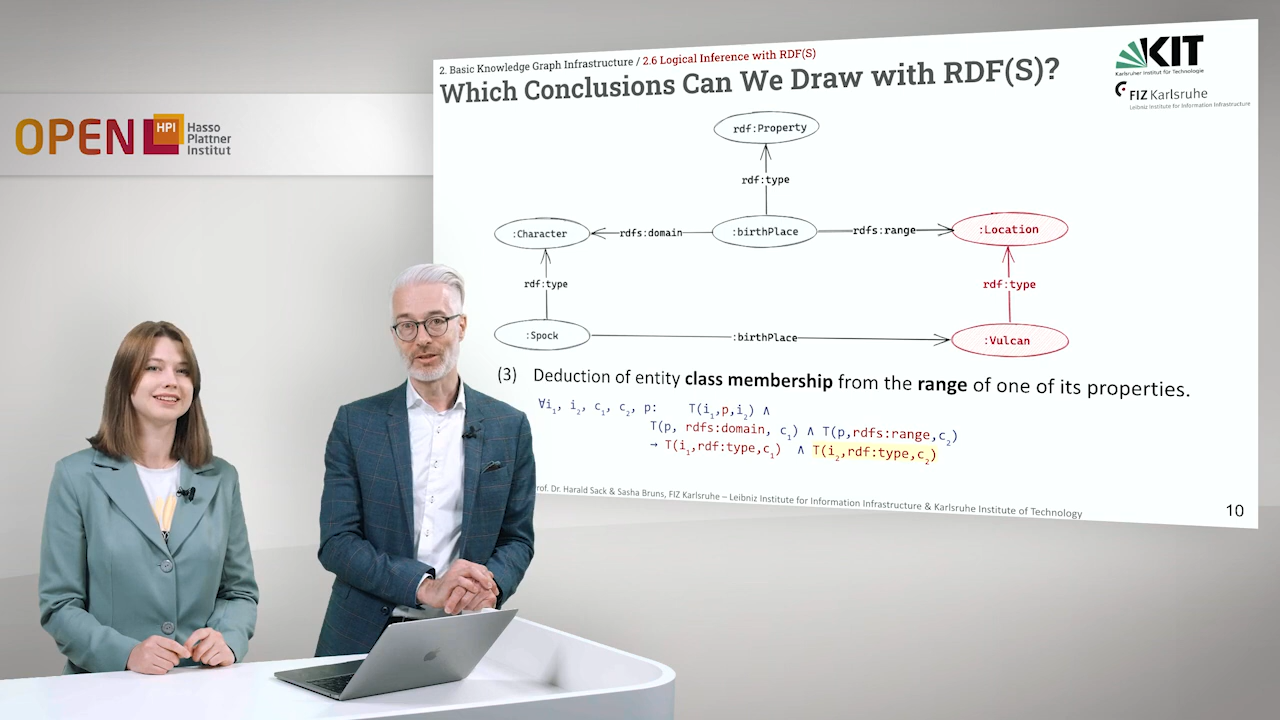 OPEN
HPI
Hasso
Plattner
Institut
2. Basic Knowledge Graph Infrastructure / 2.6 Logical Inference with RDF(S)
Which Conclusions Can We Draw with RDF(S)?
KIT
Karlsruher Institut für Technologie
FIZ Karlsruhe
Leibniz Institute for Information Infrastructure
rdf:Property
rdf:type
:Character
rdfs:domain
:birthPlace
rdfs:range
:Location
rdf:type
rdf:type
:Spock
:birthPlace
:Vulcan
(3) Deduction of entity class membership from the range of one of its properties.
∀i₁, i₂, c₁, c₂, p: T(i₁,p,i₂) ∧
T(p, rdfs:domain, c₁) ∧ T(p,rdfs:range,c₂)
→ T(i₁,rdf:type,c₁) ∧ T(i₂,rdf:type,c₂)
Prof. Dr. Harald Sack & Sasha Bruns, FIZ Karlsruhe – Leibniz Institute for Information Infrastructure & Karlsruhe Institute of Technology
10